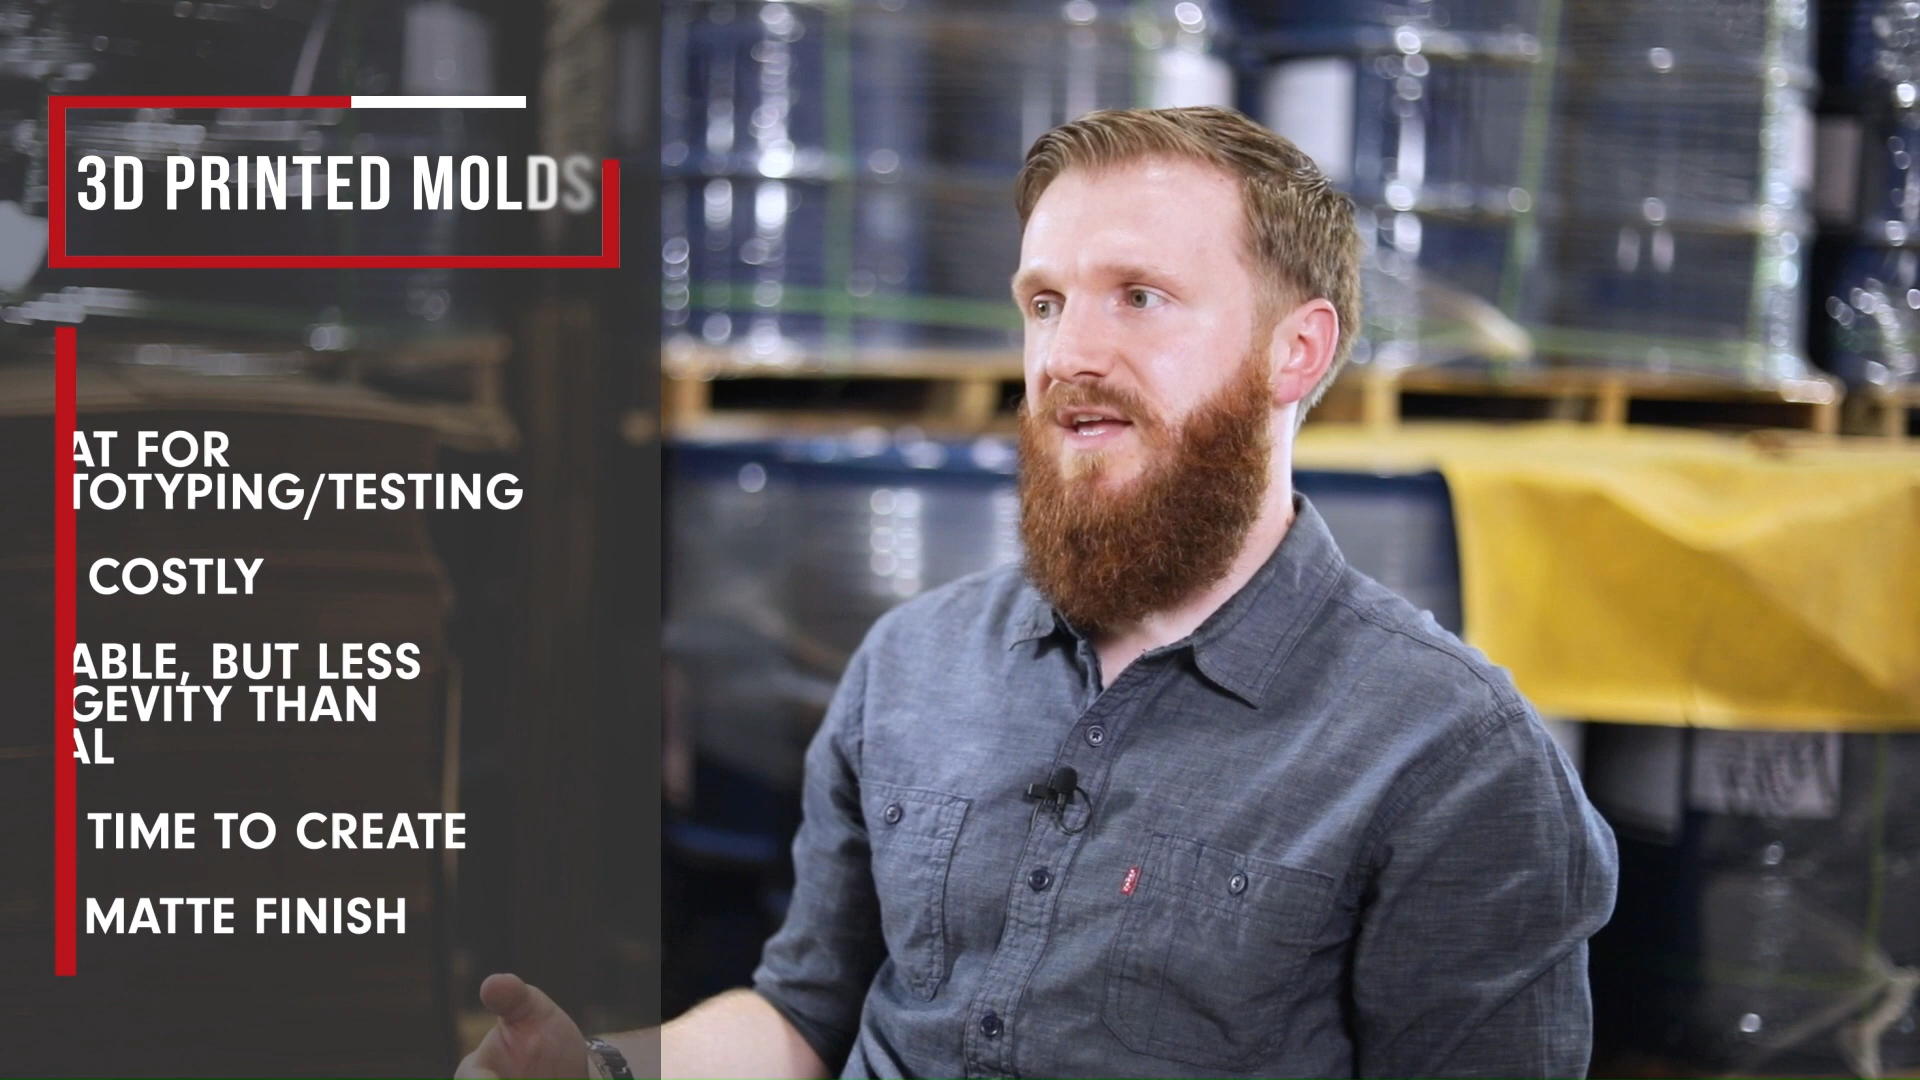 3D PRINTED MOLDS
AT FOR
TOTYPING/TESTING
COSTLY
ABLE, BUT LESS
GEVITY THAN
AL
TIME TO CREATE
MATTE FINISH